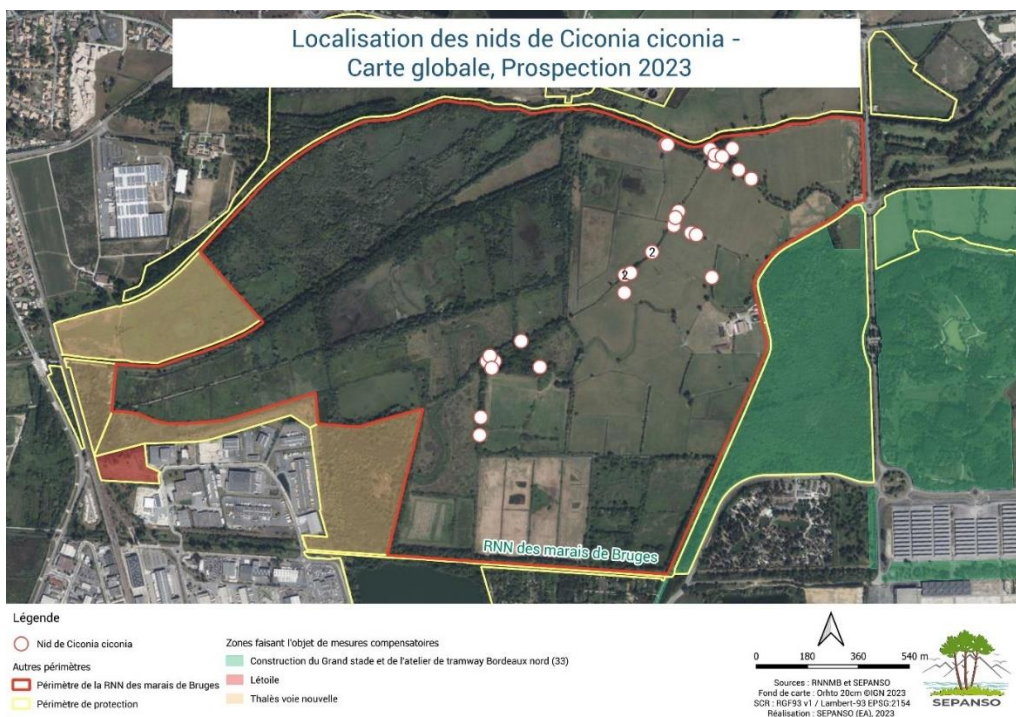 Localisation des nids de Ciconia ciconia -
Carte globale, Prospection 2023
2
2
RNN des marais de Bruges
Légende
Nid de Ciconia ciconia
Autres périmètres
Périmètre de la RNN des marais de Bruges
Périmètre de protection
Zones faisant l'objet de mesures compensatoires
Construction du Grand stade et de l'atelier de tramway Bordeaux nord (33)
Létoile
Thalès voie nouvelle
0 180 360 540 m
Sources : RNNMB et SEPANSO
Fond de carte : Orhto 20cm ©IGN 2023
SCR : RGF93 v1 / Lambert-93 EPSG:2154
Réalisation : SEPANSO (EA), 2023
SEPANSO